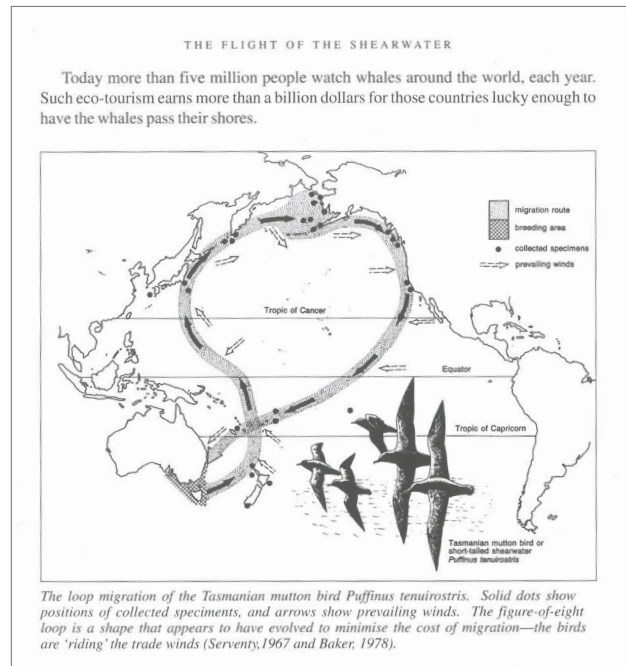 THE FLIGHT OF THE SHEARWATER
Today more than five million people watch whales around the world, each year.
Such eco-tourism earns more than a billion dollars for those countries lucky enough to
have the whales pass their shores.
migration route
breeding area
collected specimens
prevailing winds
Tropic of Cancer
Equator
Tropic of Capricorn
Tasmanian mutton bird or
short-tailed shearwater
Puffinus tenuirostris
The loop migration of the Tasmanian mutton bird Puffinus tenuirostris. Solid dots show
positions of collected speciments, and arrows show prevailing winds. The figure-of-eight
loop is a shape that appears to have evolved to minimise the cost of migration—the birds
are ‘riding’ the trade winds (Serventy,1967 and Baker, 1978).